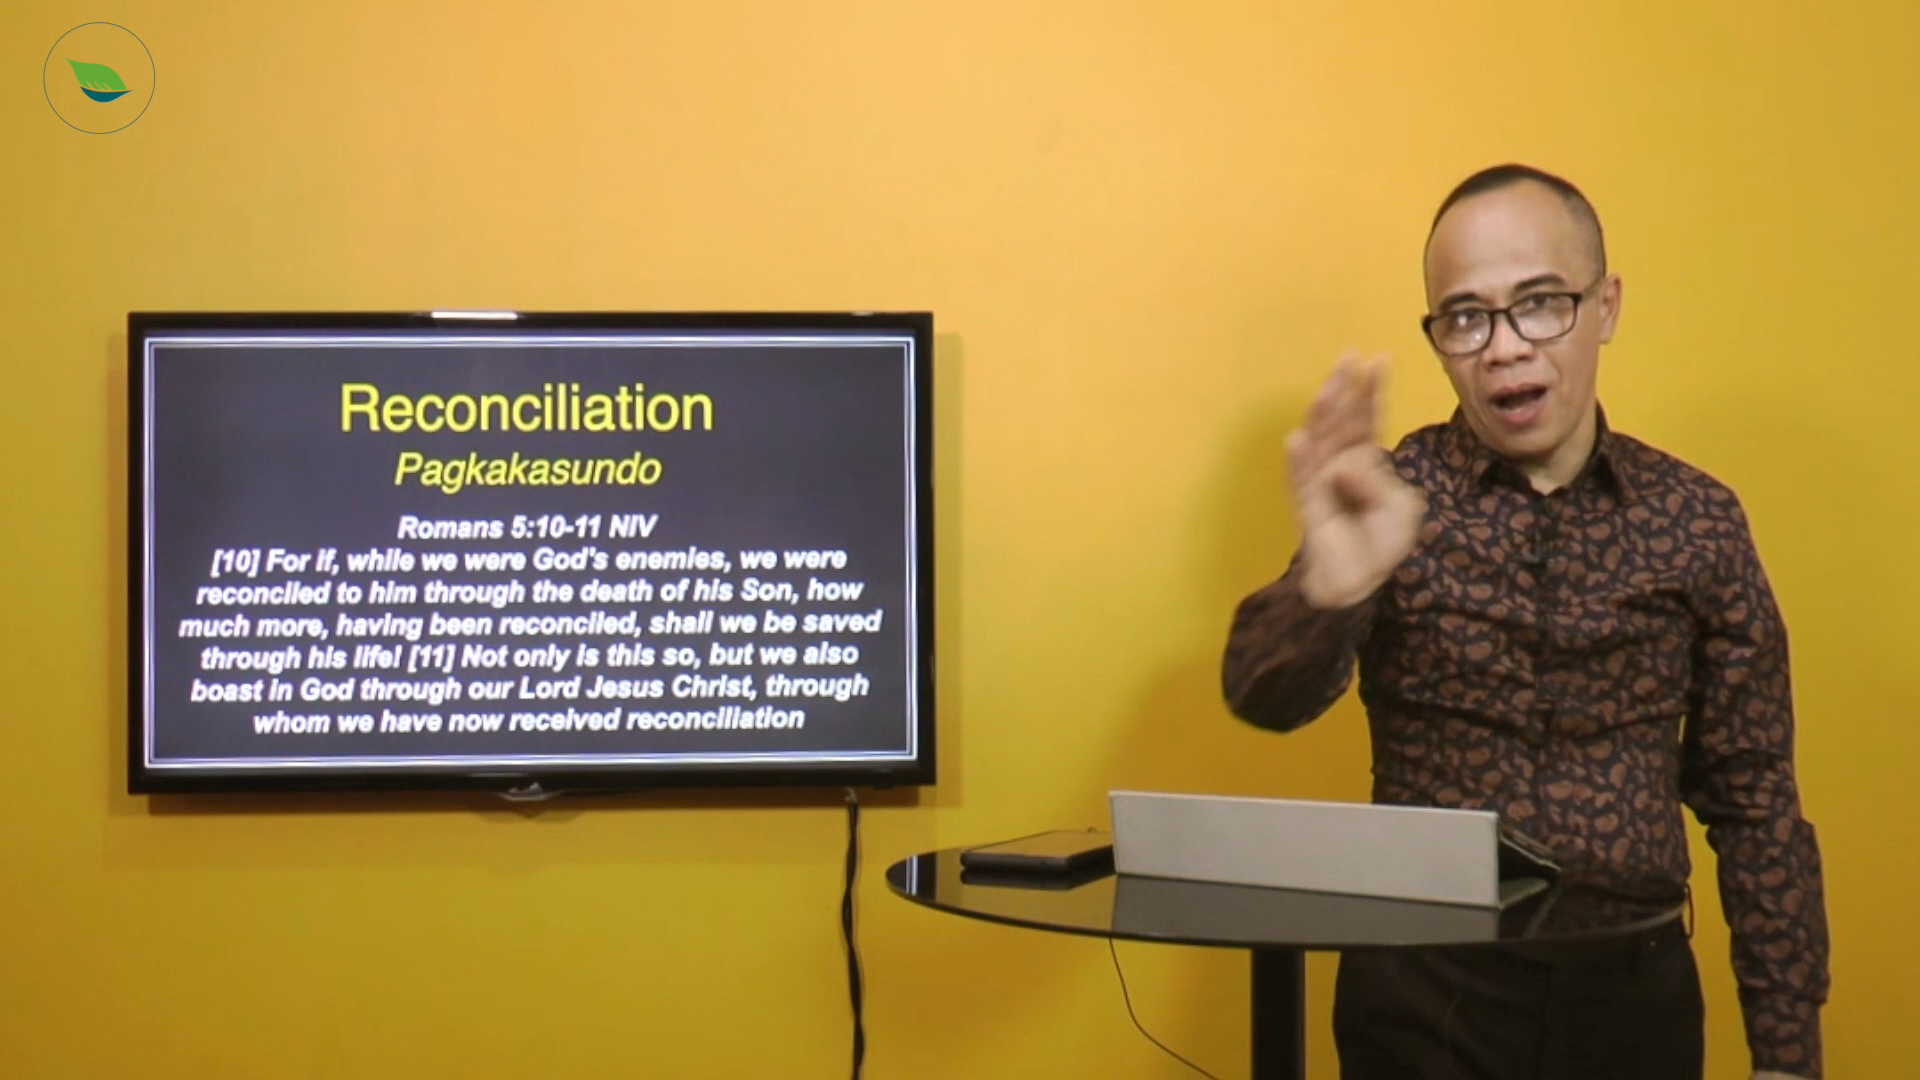 Reconciliation
Pagkakasundo
Romans 5:10-11 NIV
[10] For if, while we were God's enemies, we were
reconciled to him through the death of his Son, how
much more, having been reconciled, shall we be saved
through his life! [11] Not only is this so, but we also
boast in God through our Lord Jesus Christ, through
whom we have now received reconciliation